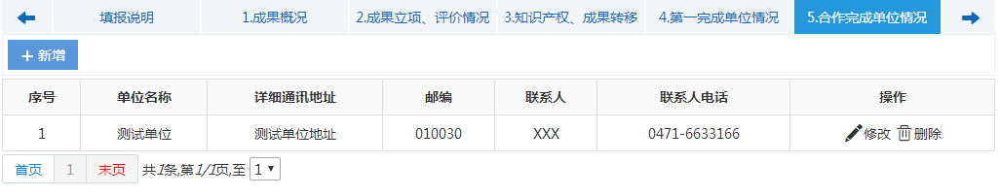 填报说明 1.成果概况 2.成果立项、评价情况 3.知识产权、成果转移 4.第一完成单位情况 5.合作完成单位情况
新增
序号 单位名称 详细通讯地址 邮编 联系人 联系人电话 操作
1 测试单位 测试单位地址 010030 XXX 0471-6633166 修改 删除
首页 1 末页 共1条,第1/1页,至 1